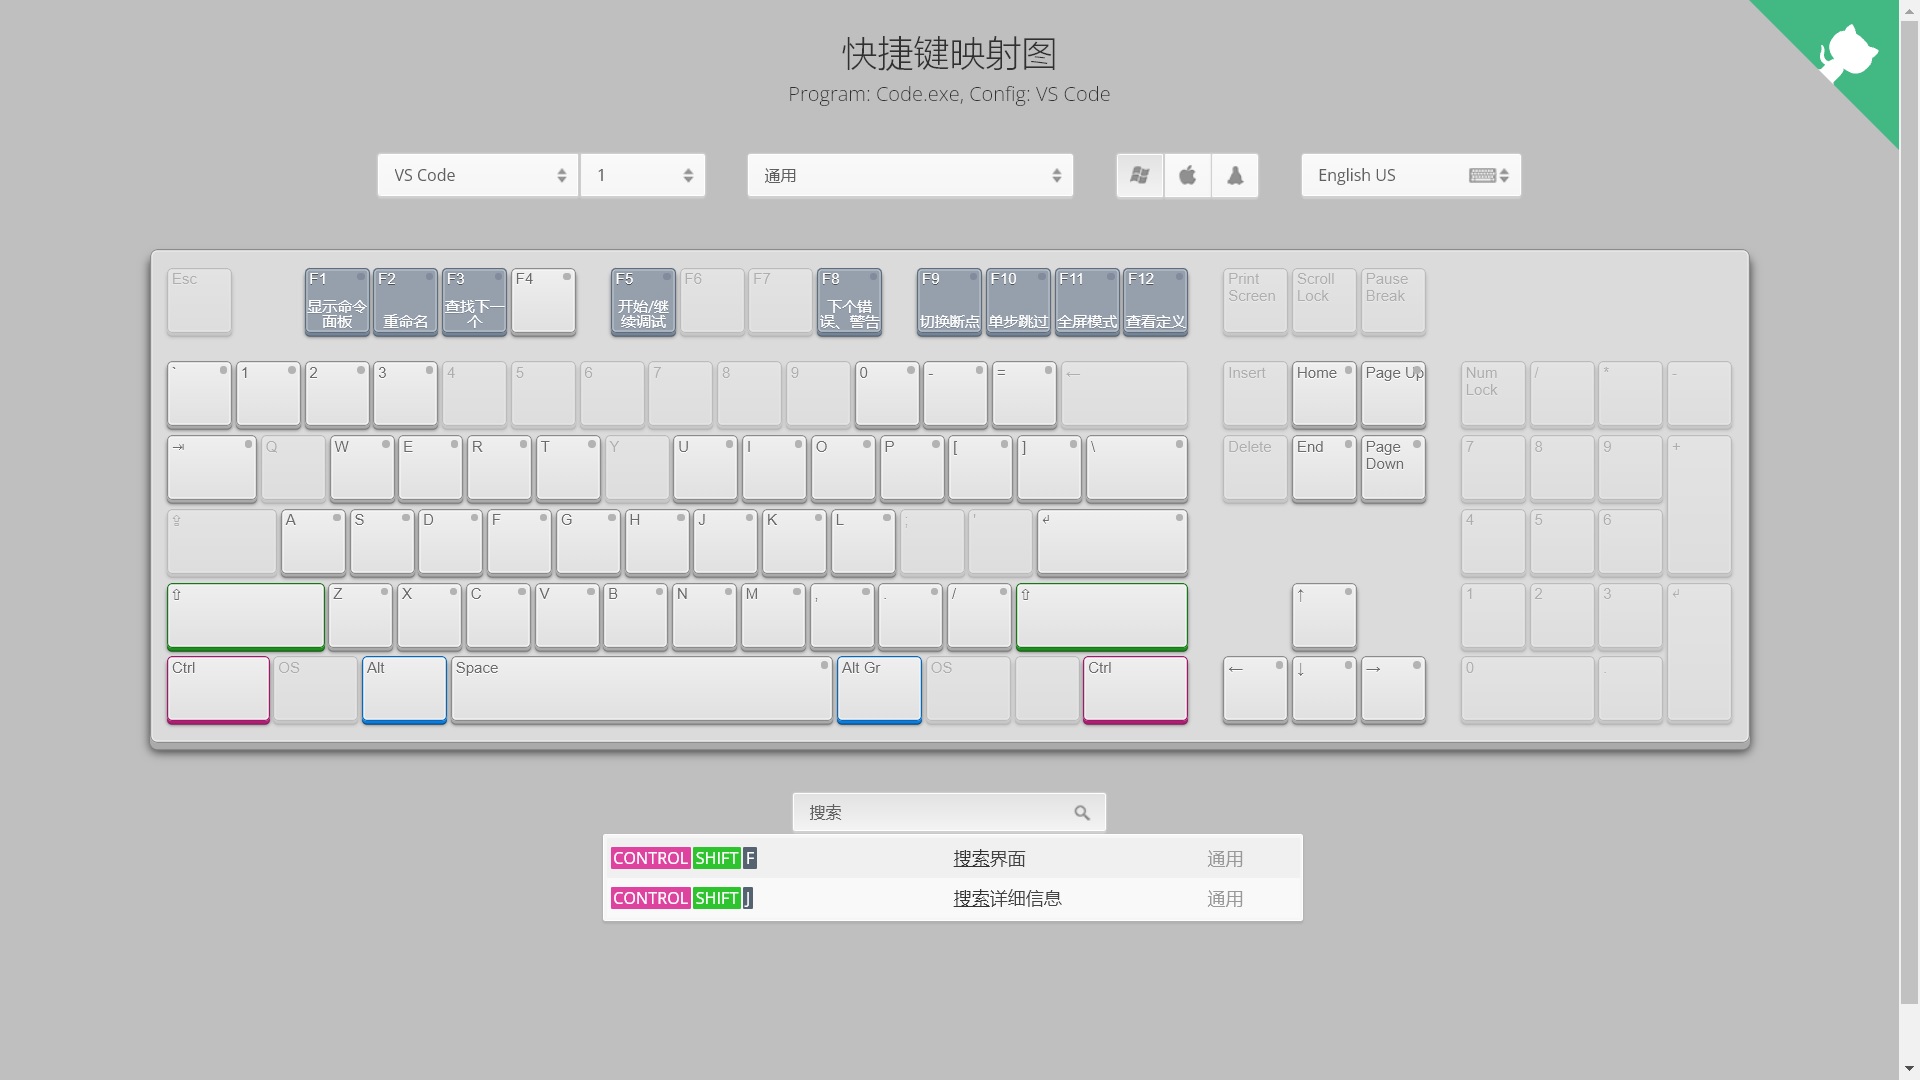 快捷键映射图
Program: Code.exe, Config: VS Code
VS Code
1
通用
English US
Esc
F1
显示命令面板
F2
重命名
F3
查找下一个
F4
F5
开始/继续调试
F6
F7
F8
下个错误、警告
F9
切换断点
F10
单步跳过
F11
全屏模式
F12
查看定义
Print Screen
Scroll Lock
Pause Break
` 1 2 3 4 5 6 7 8 9 0 - = ←
Insert Home Page Up
Num Lock / * -
⇥ Q W E R T Y U I O P [ ] \
Delete End Page Down
7 8 9 +
⇪ A S D F G H J K L ; ' ↵
4 5 6
⇧ Z X C V B N M , . / ⇧
↑
1 2 3 ↵
Ctrl OS Alt Space Alt Gr OS Ctrl
← ↓ →
0 .
搜索
CONTROL SHIFT F 搜索界面 通用
CONTROL SHIFT J 搜索详细信息 通用